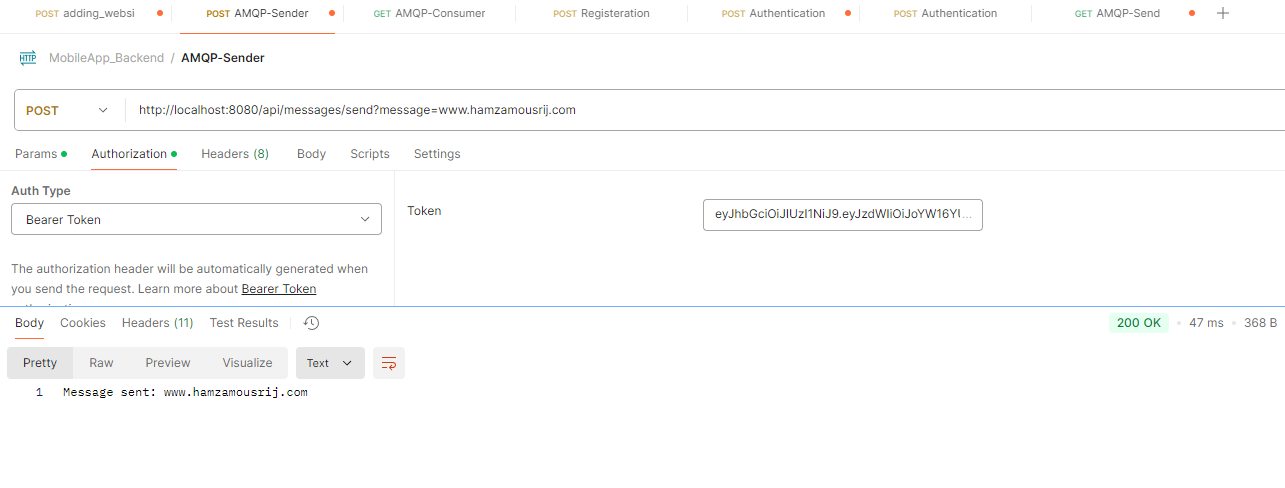 POST adding_websi POST AMQP-Sender GET AMQP-Consumer POST Registeration POST Authentication POST Authentication GET AMQP-Send +
HTTP MobileApp_Backend / AMQP-Sender
POST http://localhost:8080/api/messages/send?message=www.hamzamousrij.com
Params Authorization Headers (8) Body Scripts Settings
Auth Type
Bearer Token
Token
eyJhbGciOiJIUzI1NiJ9.eyJzdWIiOiJoYW16YU...
The authorization header will be automatically generated when
you send the request. Learn more about Bearer Token
Body Cookies Headers (11) Test Results 200 OK • 47 ms • 368 B
Pretty Raw Preview Visualize Text
1 Message sent: www.hamzamousrij.com